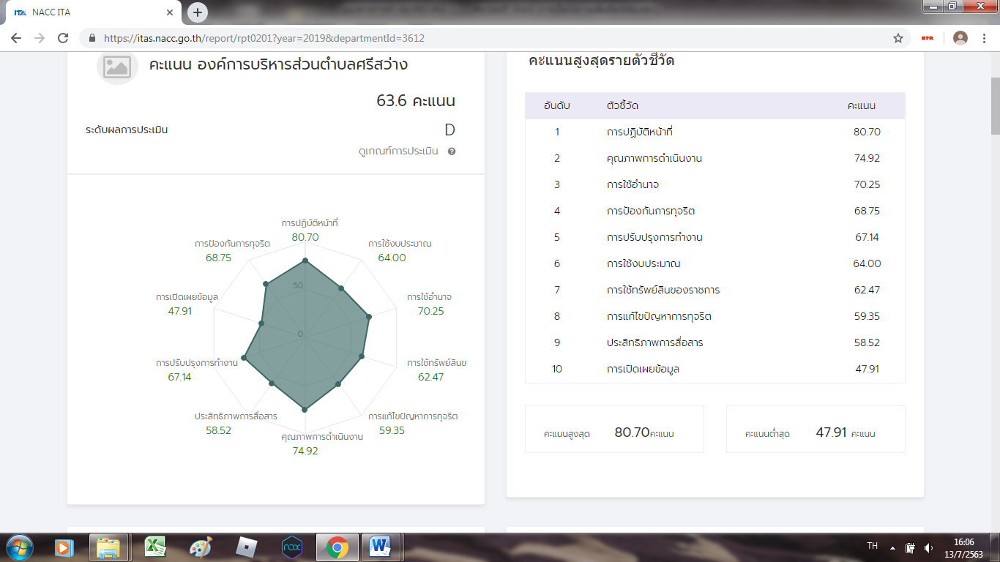 NACC ITA
https://itas.nacc.go.th/report/rpt0201?year=2019&departmentId=3612
คะแนน องค์การบริหารส่วนตำบลศรีสว่าง
63.6 คะแนน
ระดับผลการประเมิน D
ดูเกณฑ์การประเมิน
การปฏิบัติหน้าที่
80.70
การป้องกันการทุจริต
68.75
การใช้งบประมาณ
64.00
การเปิดเผยข้อมูล
47.91
50
การใช้อำนาจ
70.25
0
การปรับปรุงการทำงาน
67.14
การใช้ทรัพย์สินข
62.47
ประสิทธิภาพการสื่อสาร
58.52
การแก้ไขปัญหาการทุจริต
59.35
คุณภาพการดำเนินงาน
74.92
คะแนนสูงสุดรายตัวชี้วัด
อันดับ ตัวชี้วัด คะแนน
1 การปฏิบัติหน้าที่ 80.70
2 คุณภาพการดำเนินงาน 74.92
3 การใช้อำนาจ 70.25
4 การป้องกันการทุจริต 68.75
5 การปรับปรุงการทำงาน 67.14
6 การใช้งบประมาณ 64.00
7 การใช้ทรัพย์สินของราชการ 62.47
8 การแก้ไขปัญหาการทุจริต 59.35
9 ประสิทธิภาพการสื่อสาร 58.52
10 การเปิดเผยข้อมูล 47.91
คะแนนสูงสุด 80.70คะแนน
คะแนนต่ำสุด 47.91 คะแนน
nox
TH
16:06
13/7/2563